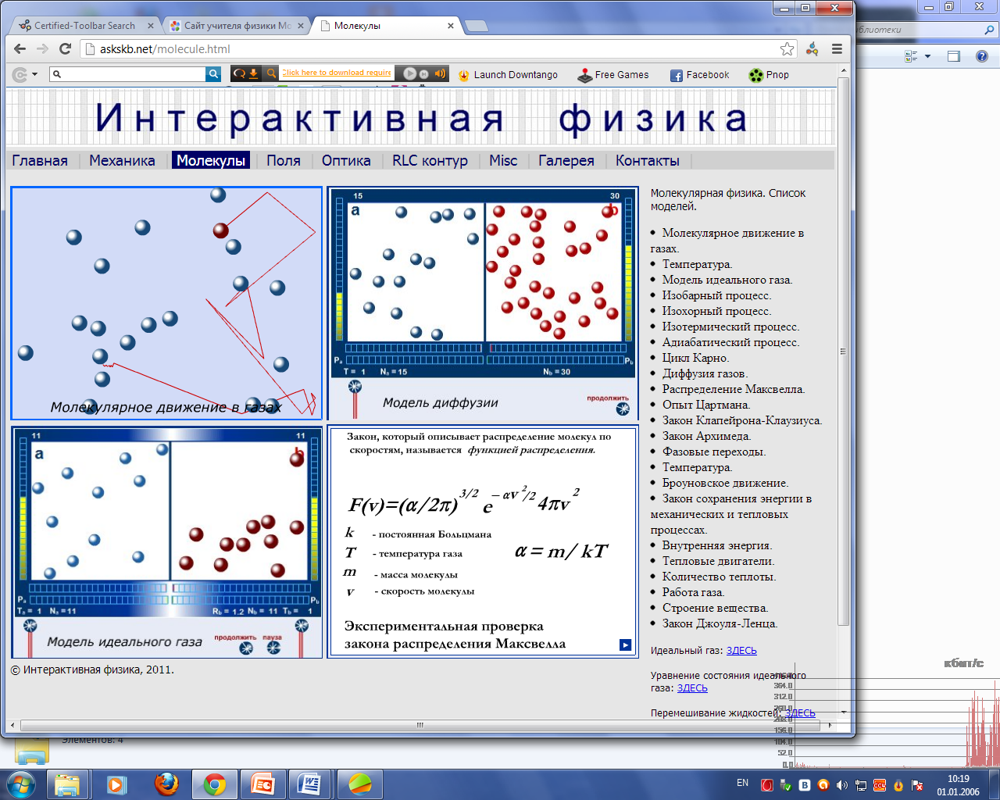 Certified-Toolbar Search
Сайт учителя физики Мо
Молекулы
askskb.net/molecule.html
Click here to download require
Launch Downtango
Free Games
Facebook
Pnop
Интерактивная физика
Главная
Механика
Молекулы
Поля
Оптика
RLC контур
Misc
Галерея
Контакты
Молекулярное движение в газах
15
30
a
b
Pa
Pb
T = 1 Na = 15
Nb = 30
Модель диффузии
продолжить
11
11
a
b
Pa
Pb
Ta = 1 Na = 11
Rb = 1.2 Nb = 11 Tb = 1
Модель идеального газа
продолжить
пауза
Закон, который описывает распределение молекул по
скоростям, называется функцией распределения.
F(v)=(α/2π)^3/2 e^– αv^2/2 4πv^2
k - постоянная Больцмана
T - температура газа
α = m/ kT
m - масса молекулы
v - скорость молекулы
Экспериментальная проверка
закона распределения Максвелла
© Интерактивная физика, 2011.
Молекулярная физика. Список
моделей.
Молекулярное движение в
газах.
Температура.
Модель идеального газа.
Изобарный процесс.
Изохорный процесс.
Изотермический процесс.
Адиабатический процесс.
Цикл Карно.
Диффузия газов.
Распределение Максвелла.
Опыт Цартмана.
Закон Клапейрона-Клаузиуса.
Закон Архимеда.
Фазовые переходы.
Температура.
Броуновское движение.
Закон сохранения энергии в
механических и тепловых
процессах.
Внутренняя энергия.
Тепловые двигатели.
Количество теплоты.
Работа газа.
Строение вещества.
Закон Джоуля-Ленца.
Идеальный газ: ЗДЕСЬ
Уравнение состояния идеального
газа: ЗДЕСЬ
Перемешивание жидкостей: ЗДЕСЬ
кбит/с
364.0
312.0
260.0
208.0
156.0
104.0
52.0
0.0
Элементов: 4
EN
10:19
01.01.2006